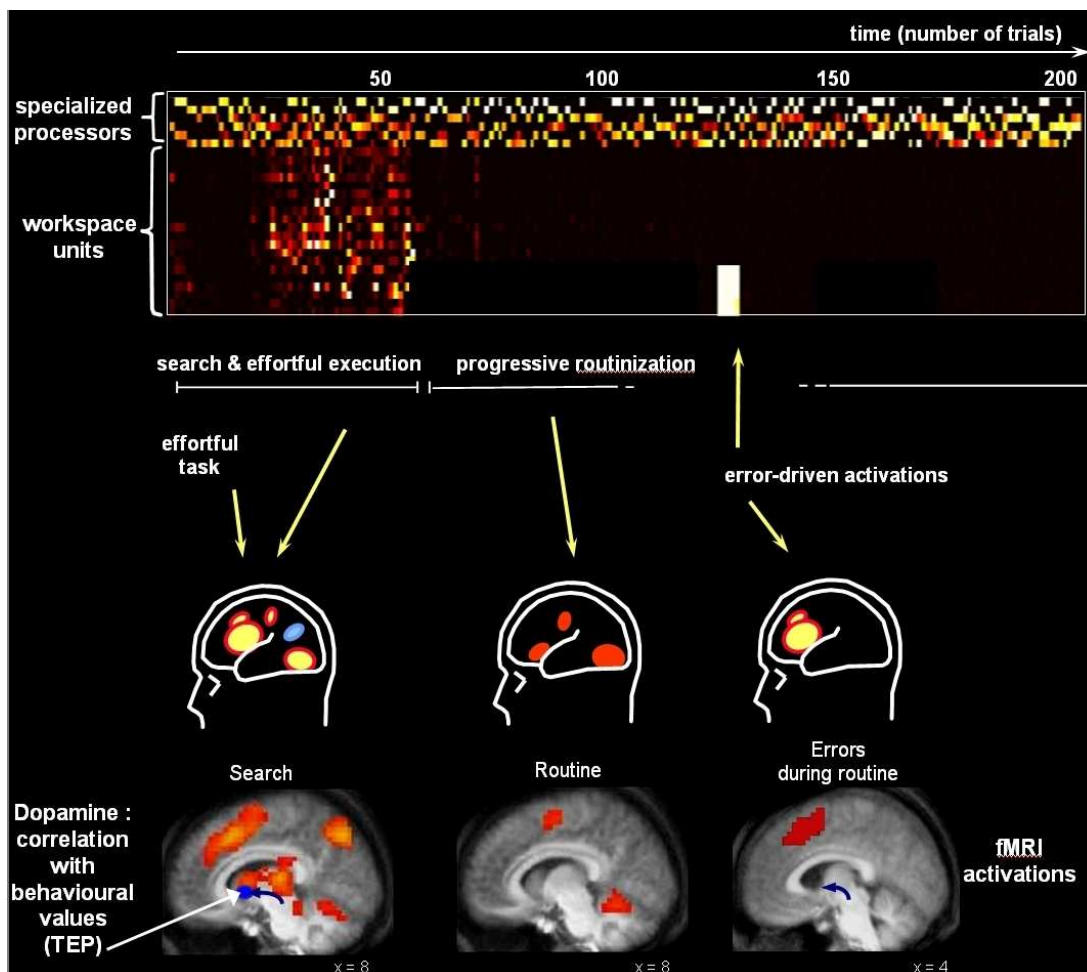 time (number of trials)
50 100 150 200
specialized
processors
workspace
units
search & effortful execution
progressive routinization
effortful
task
error-driven activations
Search
Routine
Errors
during routine
Dopamine :
correlation
with
behavioural
values
(TEP)
fMRI
activations
x = 8
x = 8
x = 4